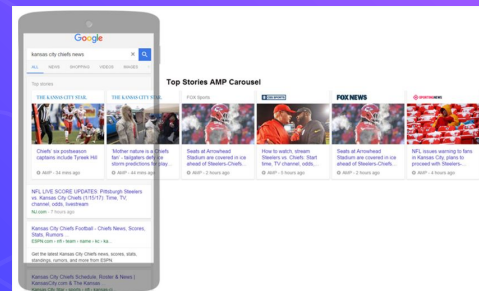 Google
kansas city chiefs news
ALL NEWS SHOPPING VIDEOS IMAGES
Top stories
Top Stories AMP Carousel
THE KANSAS CITY STAR
Chiefs' six postseason
captains include Tyreek Hill
AMP - 34 mins ago
THE KANSAS CITY STAR
'Mother nature is a Chiefs
fan' - tailgaters defy ice
storm predictions for play...
AMP - 44 mins ago
FOX Sports
Seats at Arrowhead
Stadium are covered in ice
ahead of Steelers-Chiefs...
AMP - 2 hours ago
How to watch, stream
Steelers vs. Chiefs: Start
time, TV channel, odds...
AMP - 5 hours ago
FOX NEWS
Seats at Arrowhead
Stadium are covered in ice
ahead of Steelers-Chiefs...
AMP - 2 hours ago
SPORTING NEWS
NFL issues warning to fans
in Kansas City, plans to
proceed with Steelers-...
AMP - 4 hours ago
NFL LIVE SCORE UPDATES: Pittsburgh Steelers
vs. Kansas City Chiefs (1/15/17): Time, TV,
channel, odds, livestream
NJ.com - 7 hours ago
Kansas City Chiefs Football - Chiefs News, Scores,
Stats, Rumors ...
ESPN.com › nfl › team › name › kc › ka...
Get the latest Kansas City Chiefs news, scores, stats,
standings, rumors, and more from ESPN.
Kansas City Chiefs Schedule, Roster & News |
KansasCity.com & The Kansas ...